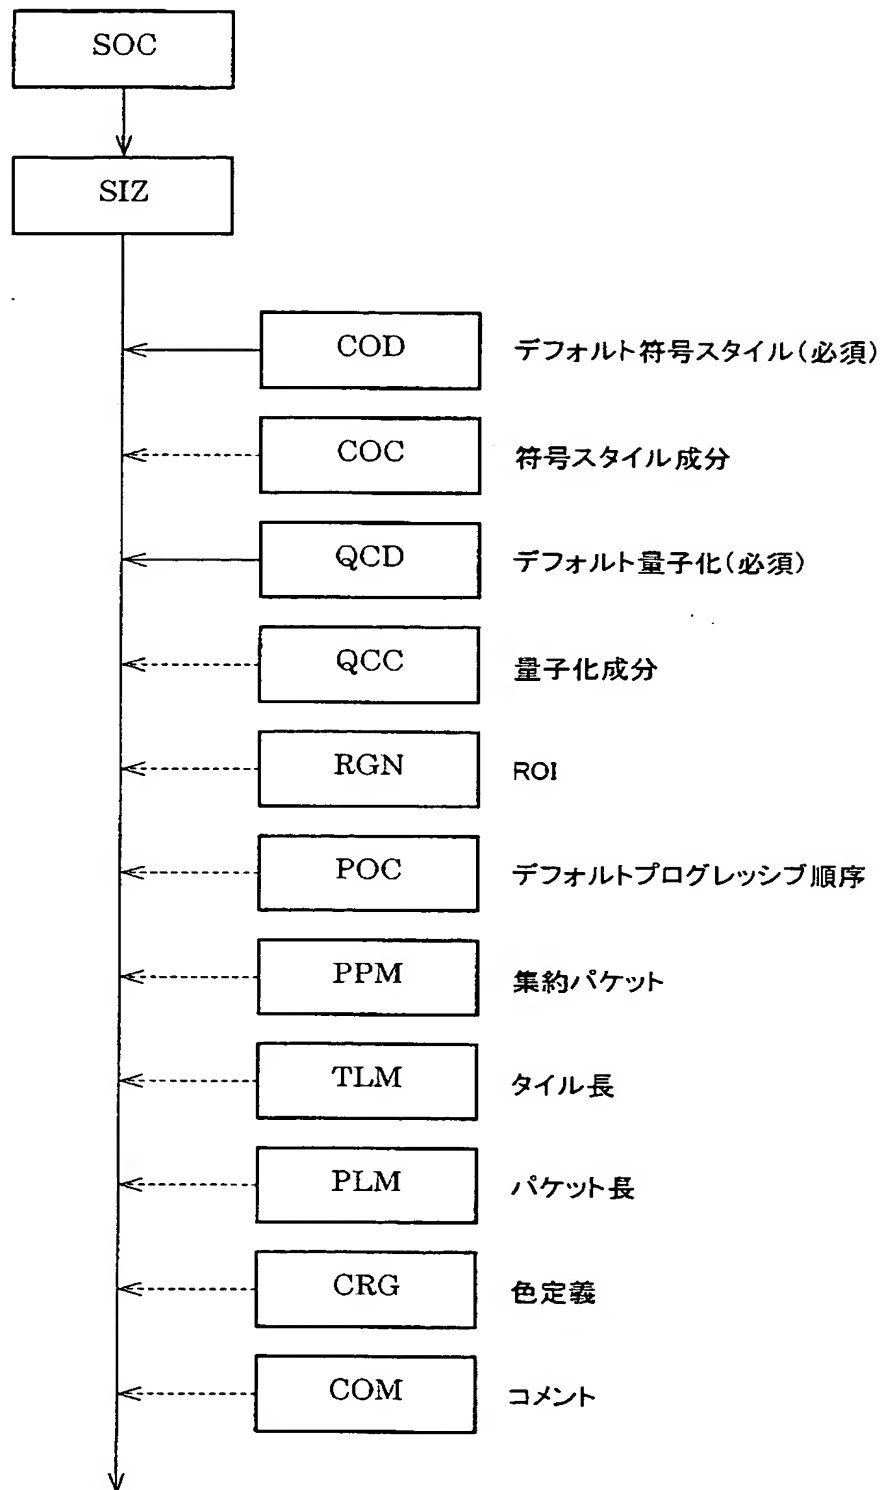 SOC
SIZ
COD デフォルト符号スタイル(必須)
COC 符号スタイル成分
QCD デフォルト量子化(必須)
QCC 量子化成分
RGN ROI
POC デフォルトプログレッシブ順序
PPM 集約パケット
TLM タイル長
PLM パケット長
CRG 色定義
COM コメント